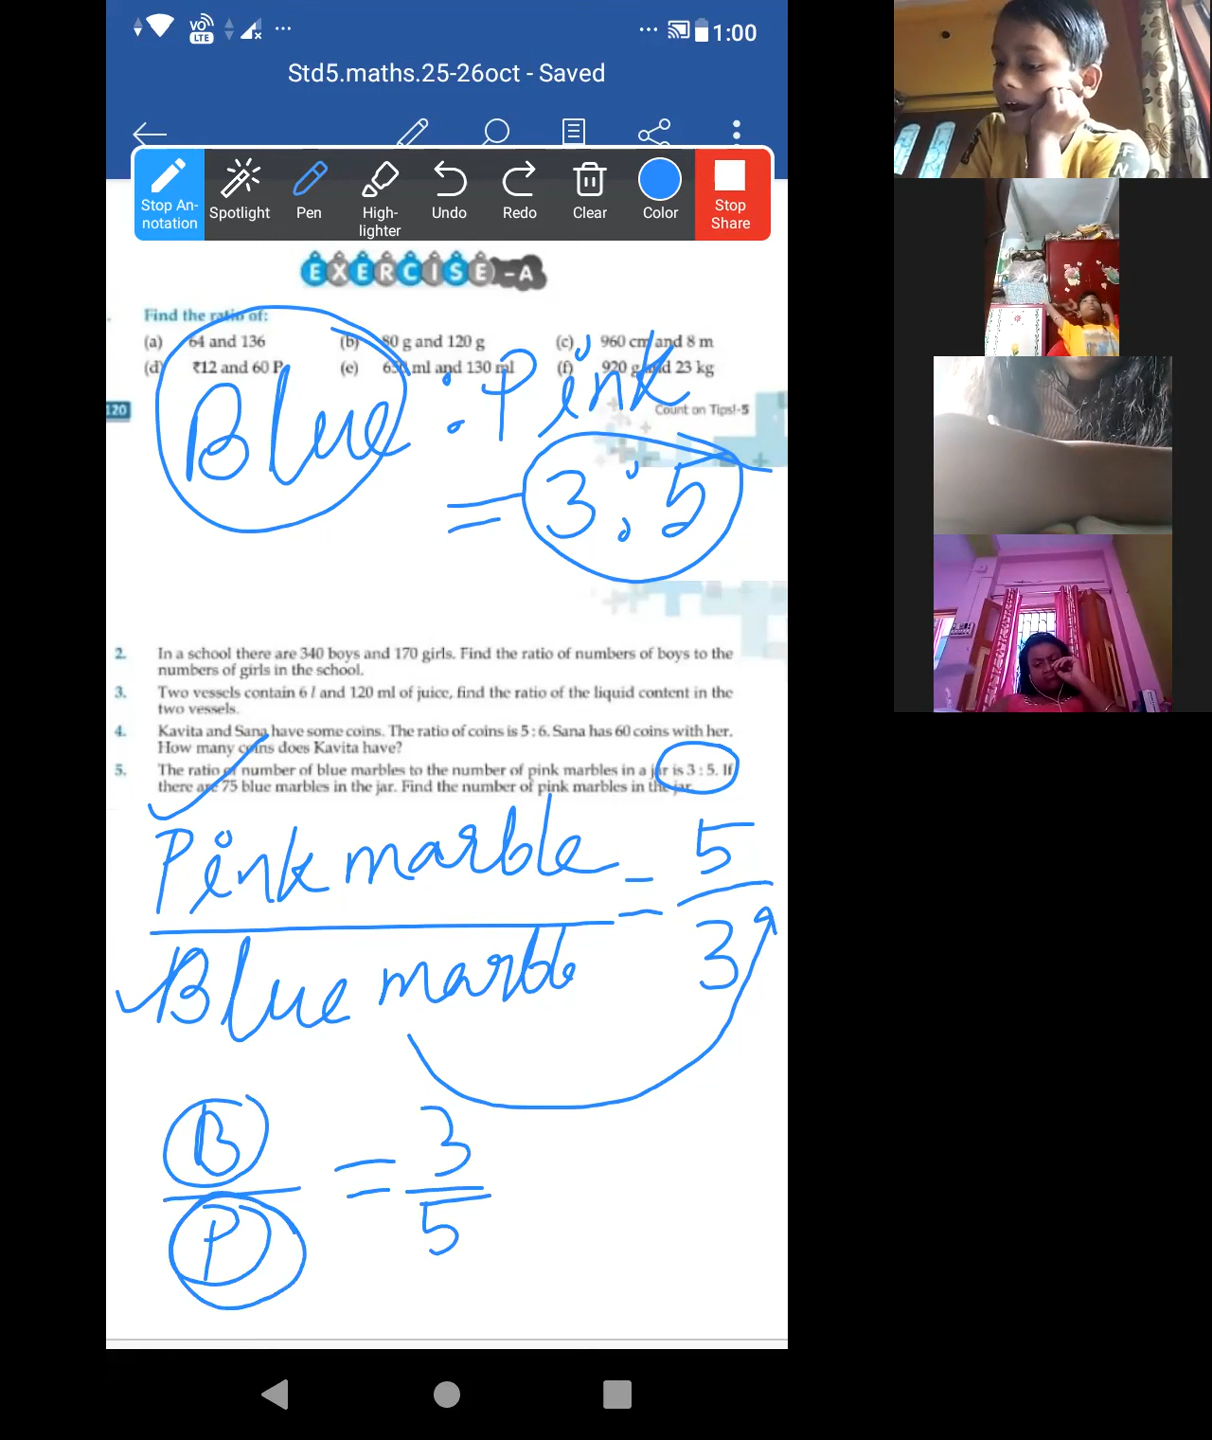 VO LTE
1:00
Std5.maths.25-26oct - Saved
Stop An-
notation
Spotlight
Pen
High-
lighter
Undo
Redo
Clear
Color
Stop
Share
EXERCISE-A
Find the ratio of:
(a) 64 and 136 (b) 80 g and 120 g (c) 960 cm and 8 m
(d) ₹12 and 60 P (e) ml and 130 ml (f) 920 g and 23 kg
120
Count on Tips!-5
Blue : Pink
= 3 : 5
2. In a school there are 340 boys and 170 girls. Find the ratio of numbers of boys to the
numbers of girls in the school.
3. Two vessels contain 6 l and 120 ml of juice, find the ratio of the liquid content in the
two vessels.
4. Kavita and Sana have some coins. The ratio of coins is 5 : 6. Sana has 60 coins with her.
How many coins does Kavita have?
5. The ratio of number of blue marbles to the number of pink marbles in a jar is 3 : 5. If
there are 75 blue marbles in the jar. Find the number of pink marbles in the jar.
Pink marble = 5
Blue marble 3
B = 3
P 5